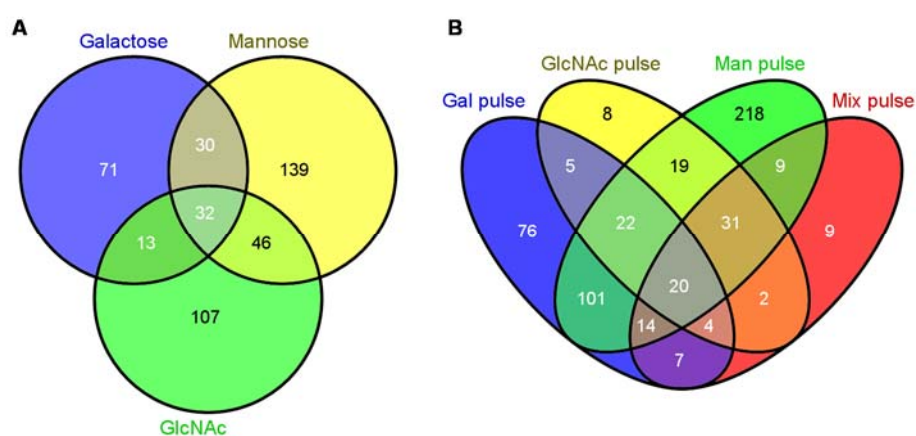 A
Galactose Mannose
30
71 139
32
13 46
107
GlcNAc
B
GlcNAc pulse Man pulse
Gal pulse Mix pulse
8 218
5 19 9
76 22 31 9
101 20 2
14 4
7